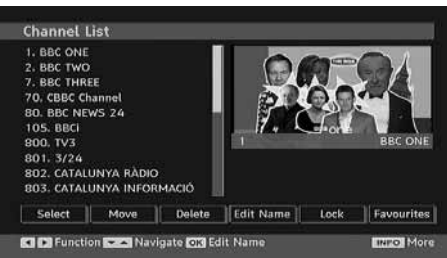 Channel List
1. BBC ONE
2. BBC TWO
7. BBC THREE
70. CBBC Channel
80. BBC NEWS 24
105. BBCi
800. TV3
801. 3/24
802. CATALUNYA RÀDIO
803. CATALUNYA INFORMACIÓ
1 BBC ONE
Select Move Delete Edit Name Lock Favourites
Function Navigate OK Edit Name INFO More